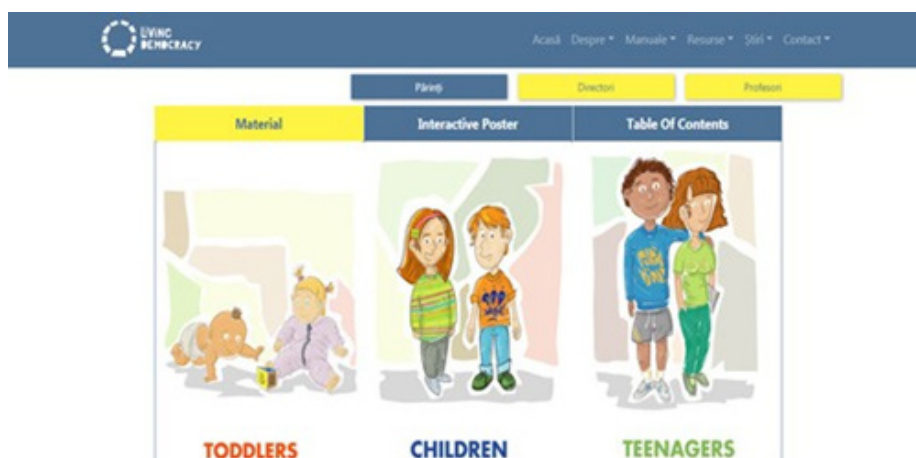 LIVING
DEMOCRACY
Acasă Despre Manuale Resurse Știri Contact
Părinți Directori Profesori
Material Interactive Poster Table Of Contents
TODDLERS CHILDREN TEENAGERS